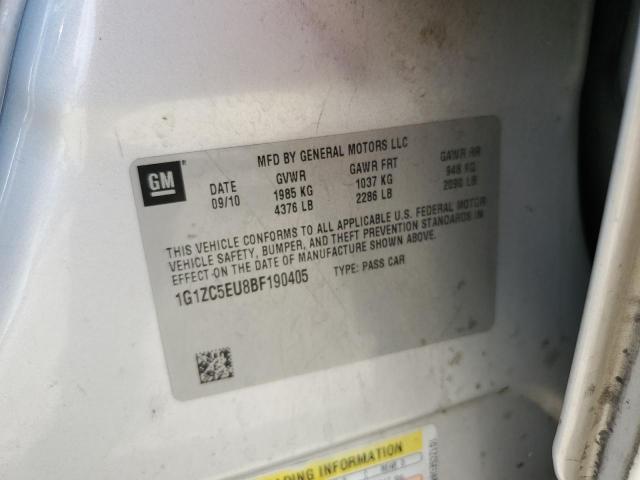 GM
MFD BY GENERAL MOTORS LLC
DATE GVWR GAWR FRT GAWR RR
09/10 1985 KG 1037 KG 948 KG
4376 LB 2286 LB 2090 LB
THIS VEHICLE CONFORMS TO ALL APPLICABLE U.S. FEDERAL MOTOR
VEHICLE SAFETY, BUMPER, AND THEFT PREVENTION STANDARDS IN
EFFECT ON THE DATE OF MANUFACTURE SHOWN ABOVE.
1G1ZC5EU8BF190405 TYPE: PASS CAR
DING INFORMATION